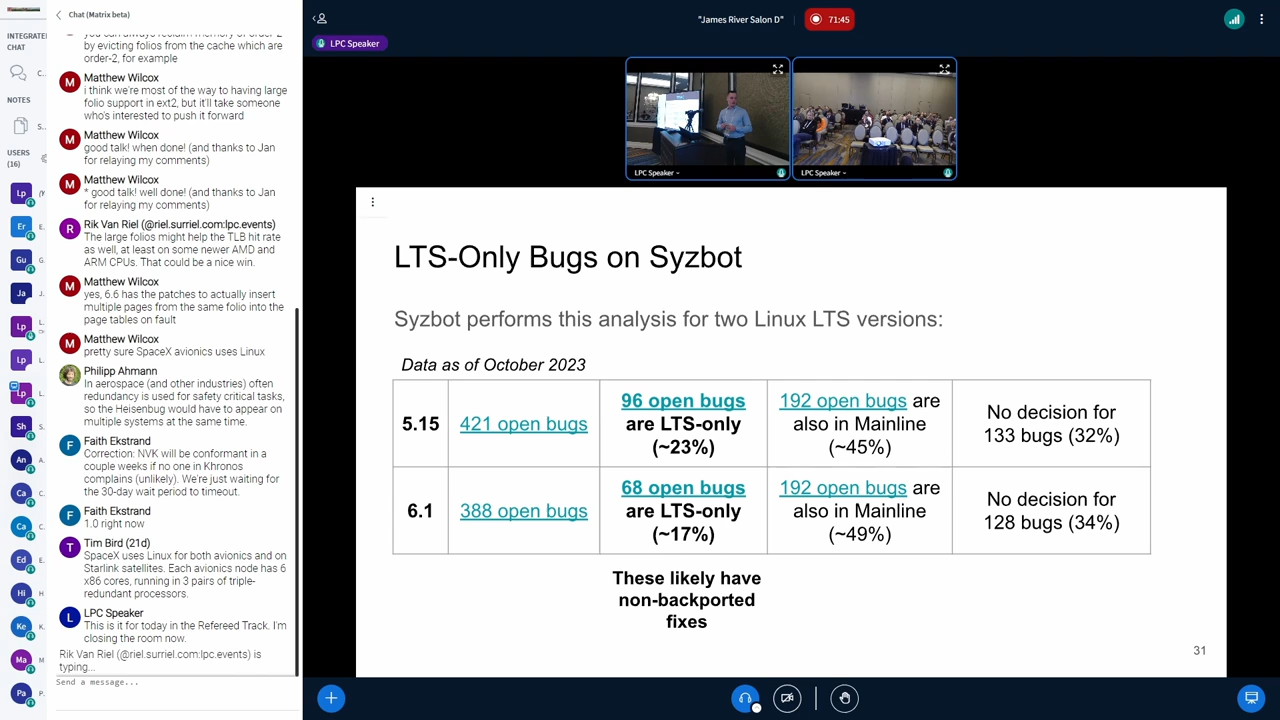 Chat (Matrix beta)
you can always reclaim memory of order-2
by evicting folios from the cache which are
order-2, for example
M
Matthew Wilcox
i think we're most of the way to having large
folio support in ext2, but it'll take someone
who's interested to push it forward
M
Matthew Wilcox
good talk! when done! (and thanks to Jan
for relaying my comments)
M
Matthew Wilcox
* good talk! well done! (and thanks to Jan
for relaying my comments)
R
Rik Van Riel (@riel.surriel.com:lpc.events)
The large folios might help the TLB hit rate
as well, at least on some newer AMD and
ARM CPUs. That could be a nice win.
M
Matthew Wilcox
yes, 6.6 has the patches to actually insert
multiple pages from the same folio into the
page tables on fault
M
Matthew Wilcox
pretty sure SpaceX avionics uses Linux
Philipp Ahmann
In aerospace (and other industries) often
redundancy is used for safety critical tasks,
so the Heisenbug would have to appear on
multiple systems at the same time.
F
Faith Ekstrand
Correction: NVK will be conformant in a
couple weeks if no one in Khronos
complains (unlikely). We're just waiting for
the 30-day wait period to timeout.
F
Faith Ekstrand
1.0 right now
T
Tim Bird (21d)
SpaceX uses Linux for both avionics and on
Starlink satellites. Each avionics node has 6
x86 cores, running in 3 pairs of triple-
redundant processors.
L
LPC Speaker
This is it for today in the Refereed Track. I'm
closing the room now.
Rik Van Riel (@riel.surriel.com:lpc.events) is
typing...
Send a message...
INTEGRATE
CHAT
C.
NOTES
S.
USERS
(16)
Lp
L.
Er
E.
Gu
G.
Ja
J.
Lp
L.
Lp
L.
Lp
L.
Sh
S.
An
A.
Ca
C.
Ca
C.
Ed
E.
Hi
H.
Ke
K.
Ma
M
Pa
P.
"James River Salon D"
71:45
LPC Speaker
LPC Speaker
LPC Speaker
LTS-Only Bugs on Syzbot
Syzbot performs this analysis for two Linux LTS versions:
Data as of October 2023
5.15
421 open bugs
96 open bugs
are LTS-only
(~23%)
192 open bugs are
also in Mainline
(~45%)
No decision for
133 bugs (32%)
6.1
388 open bugs
68 open bugs
are LTS-only
(~17%)
192 open bugs are
also in Mainline
(~49%)
No decision for
128 bugs (34%)
These likely have
non-backported
fixes
31